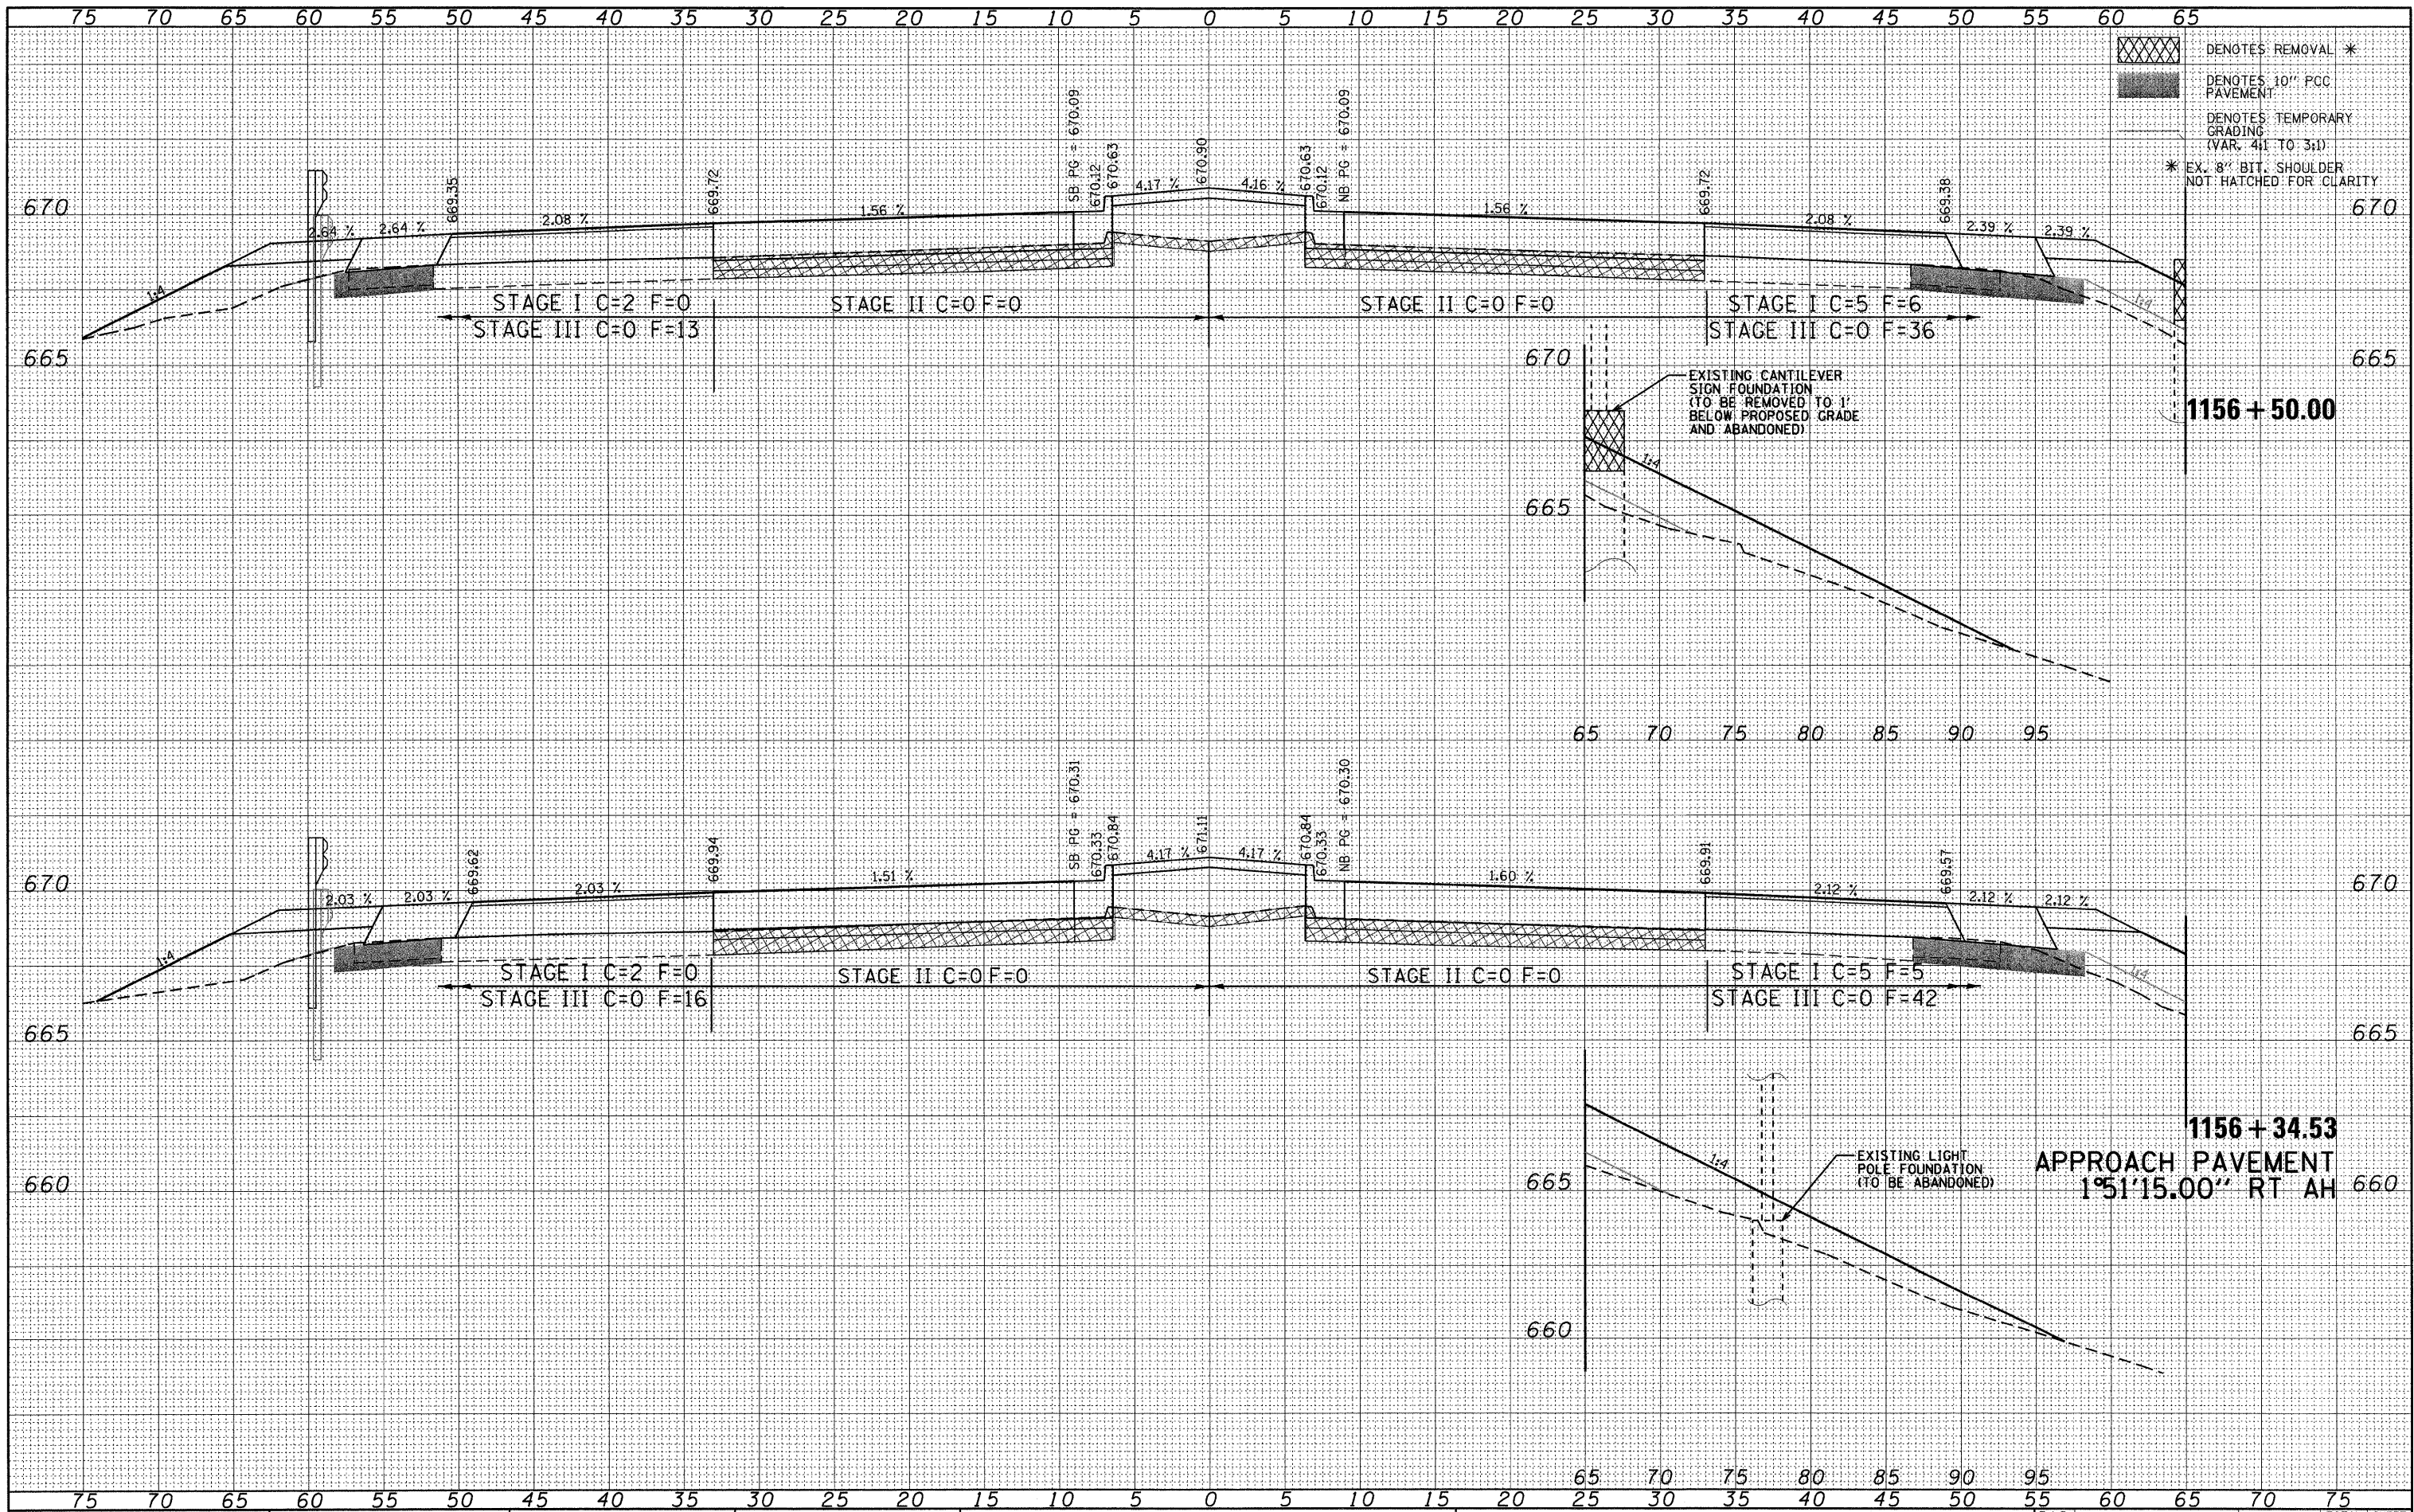 75 70 65 60 55 50 45 40 35 30 25 20 15 10 5 0 5 10 15 20 25 30 35 40 45 50 55 60 65
DENOTES REMOVAL *
DENOTES 10" PCC
PAVEMENT
DENOTES TEMPORARY
GRADING
(VAR. 4:1 TO 3:1)
* EX. 8" BIT. SHOULDER
NOT HATCHED FOR CLARITY
670
665
1:4
2.64 %
2.64 %
669.35
2.08 %
669.72
1.56 %
SB PG = 670.09
670.12
670.63
4.17 %
670.90
4.16 %
670.63
670.12
NB PG = 670.09
1.56 %
669.72
2.08 %
669.38
2.39 %
2.39 %
1:4
670
665
STAGE I C=2 F=0
STAGE III C=0 F=13
STAGE II C=0 F=0
STAGE II C=0 F=0
STAGE I C=5 F=6
STAGE III C=0 F=36
1156 + 50.00
670
665
EXISTING CANTILEVER
SIGN FOUNDATION
(TO BE REMOVED TO 1'
BELOW PROPOSED GRADE
AND ABANDONED)
1:4
65 70 75 80 85 90 95
670
665
660
1:4
2.03 %
2.03 %
669.62
2.03 %
669.94
1.51 %
SB PG = 670.31
670.33
670.84
4.17 %
671.11
4.17 %
670.84
670.33
NB PG = 670.30
1.60 %
669.91
2.12 %
669.57
2.12 %
2.12 %
1:4
670
665
660
STAGE I C=2 F=0
STAGE III C=0 F=16
STAGE II C=0 F=0
STAGE II C=0 F=0
STAGE I C=5 F=5
STAGE III C=0 F=42
1156 + 34.53
APPROACH PAVEMENT
1°51'15.00" RT AH
665
660
1:4
EXISTING LIGHT
POLE FOUNDATION
(TO BE ABANDONED)
65 70 75 80 85 90 95
75 70 65 60 55 50 45 40 35 30 25 20 15 10 5 0 5 10 15 20 25 30 35 40 45 50 55 60 65 70 75